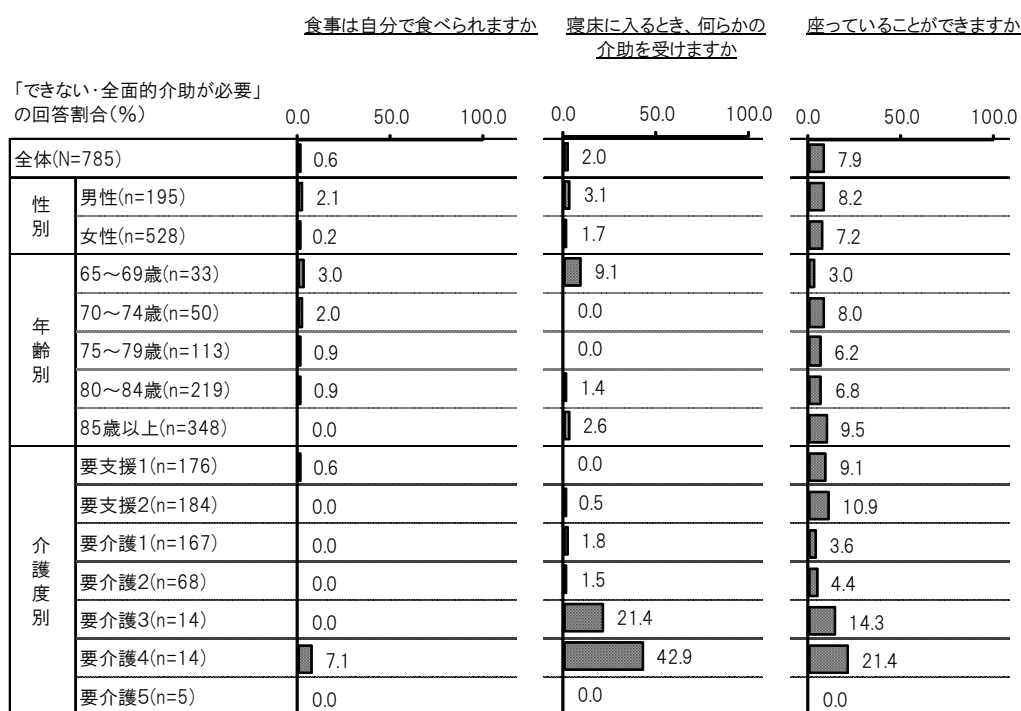 食事は自分で食べられますか
寝床に入るとき、何らかの
介助を受けますか
座っていることができますか
「できない・全面的介助が必要」
の回答割合(%)
0.0 50.0 100.0 0.0 50.0 100.0 0.0 50.0 100.0
全体(N=785) 0.6 2.0 7.9
性別
男性(n=195) 2.1 3.1 8.2
女性(n=528) 0.2 1.7 7.2
年齢別
65～69歳(n=33) 3.0 9.1 3.0
70～74歳(n=50) 2.0 0.0 8.0
75～79歳(n=113) 0.9 0.0 6.2
80～84歳(n=219) 0.9 1.4 6.8
85歳以上(n=348) 0.0 2.6 9.5
介護度別
要支援1(n=176) 0.6 0.0 9.1
要支援2(n=184) 0.0 0.5 10.9
要介護1(n=167) 0.0 1.8 3.6
要介護2(n=68) 0.0 1.5 4.4
要介護3(n=14) 0.0 21.4 14.3
要介護4(n=14) 7.1 42.9 21.4
要介護5(n=5) 0.0 0.0 0.0